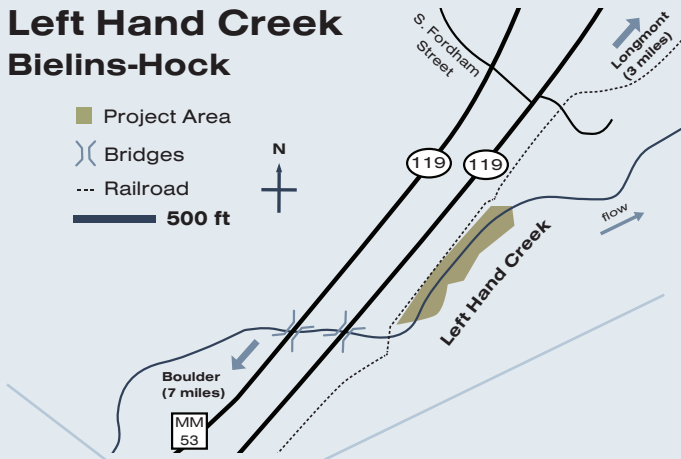 Left Hand Creek
Bielins-Hock
Project Area
Bridges
Railroad
500 ft
N
S. Fordham
Street
Longmont
(3 miles)
119
119
flow
Left Hand Creek
Boulder
(7 miles)
MM
53